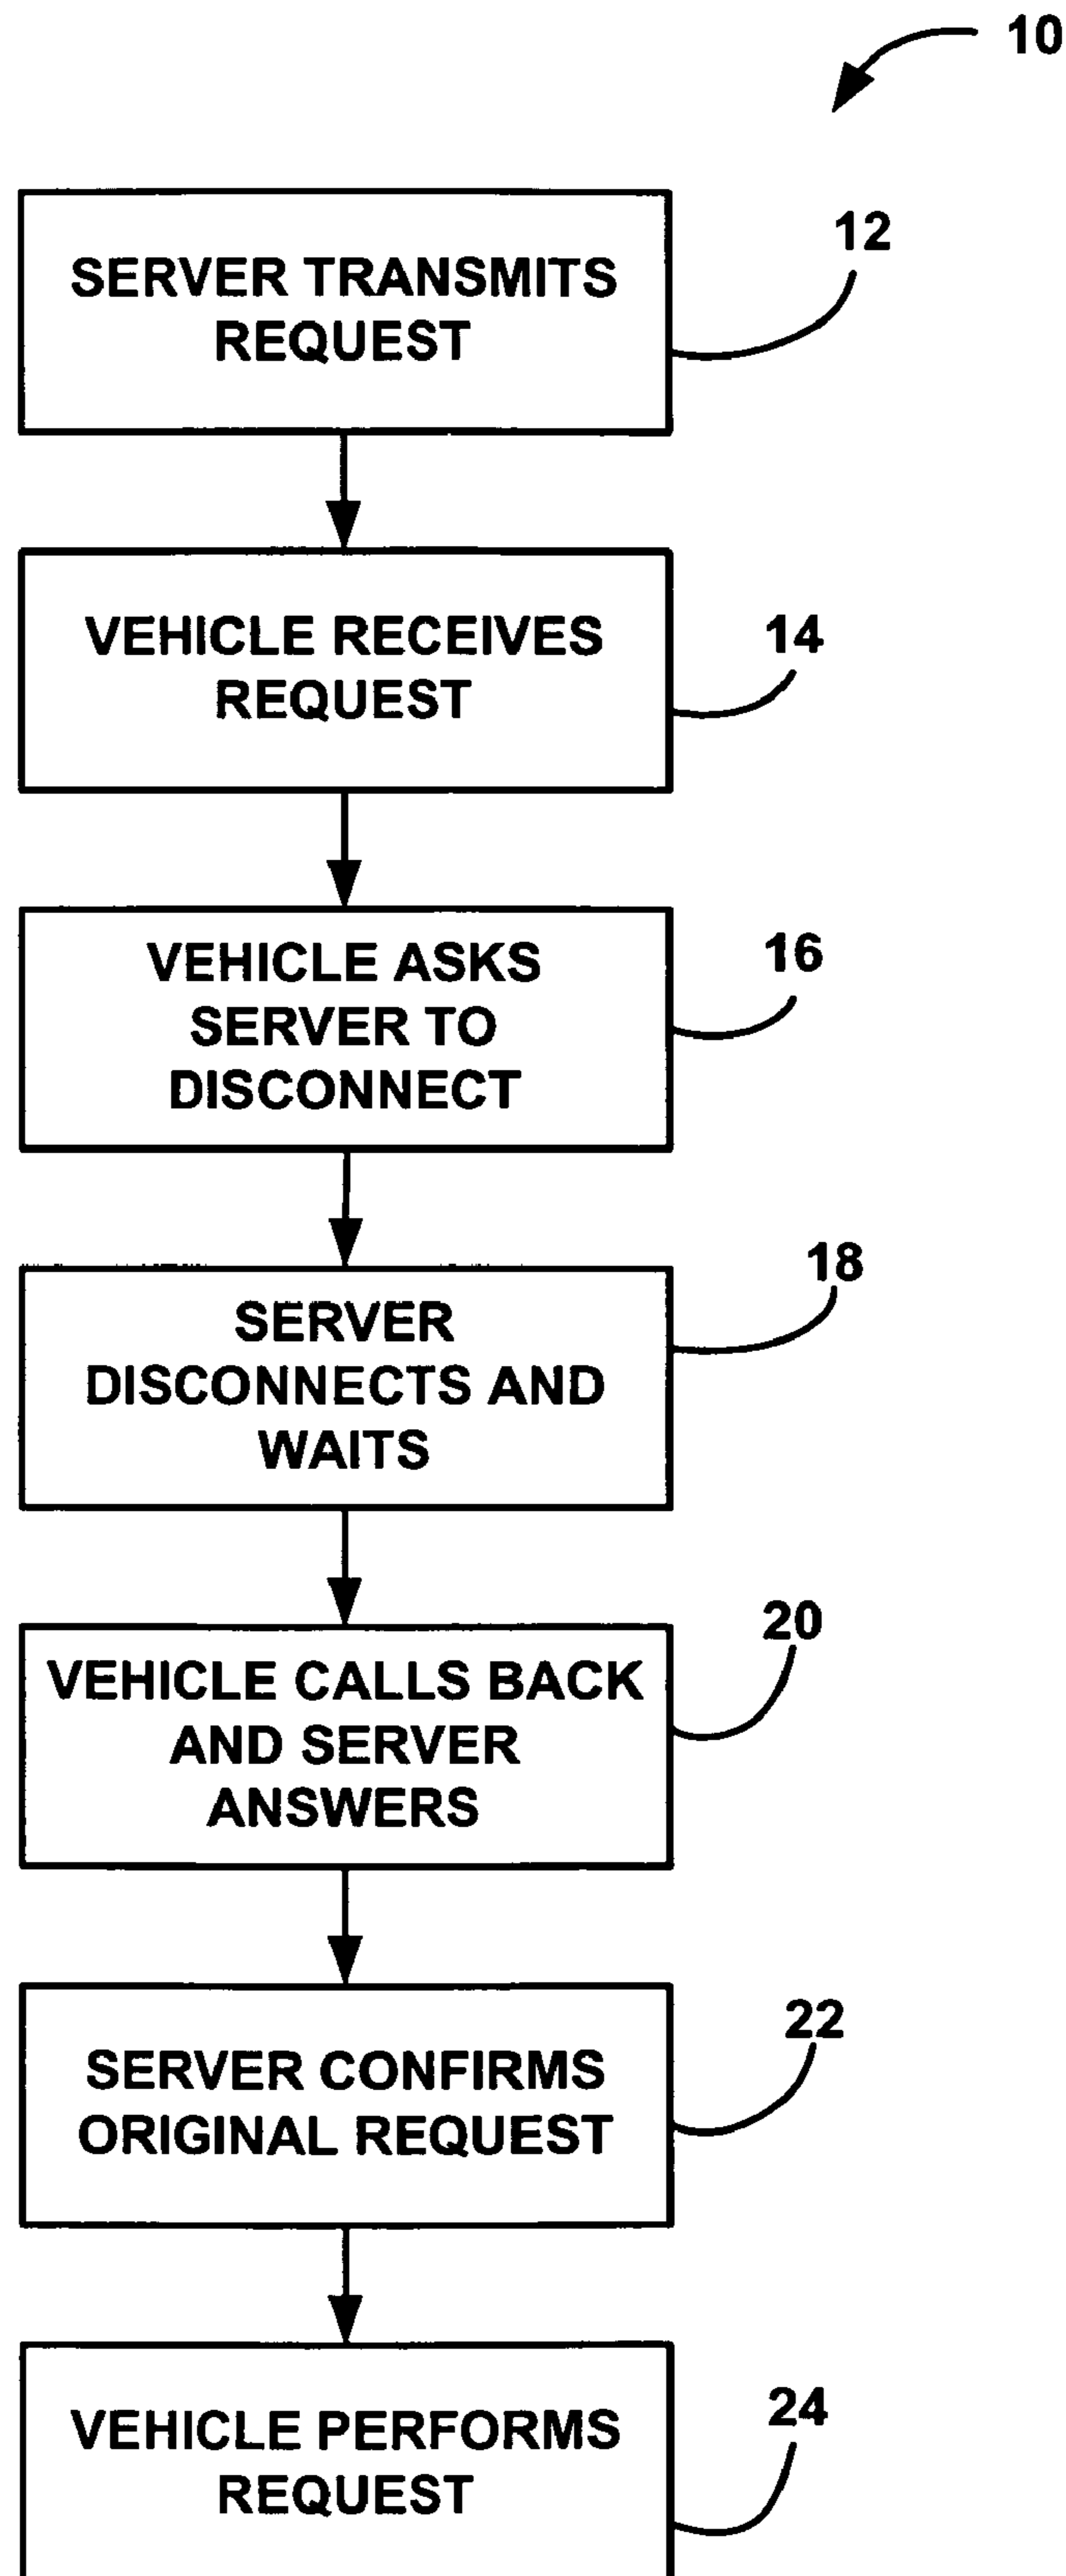 10
SERVER TRANSMITS
REQUEST
12
VEHICLE RECEIVES
REQUEST
14
VEHICLE ASKS
SERVER TO
DISCONNECT
16
SERVER
DISCONNECTS AND
WAITS
18
VEHICLE CALLS BACK
AND SERVER
ANSWERS
20
SERVER CONFIRMS
ORIGINAL REQUEST
22
VEHICLE PERFORMS
REQUEST
24